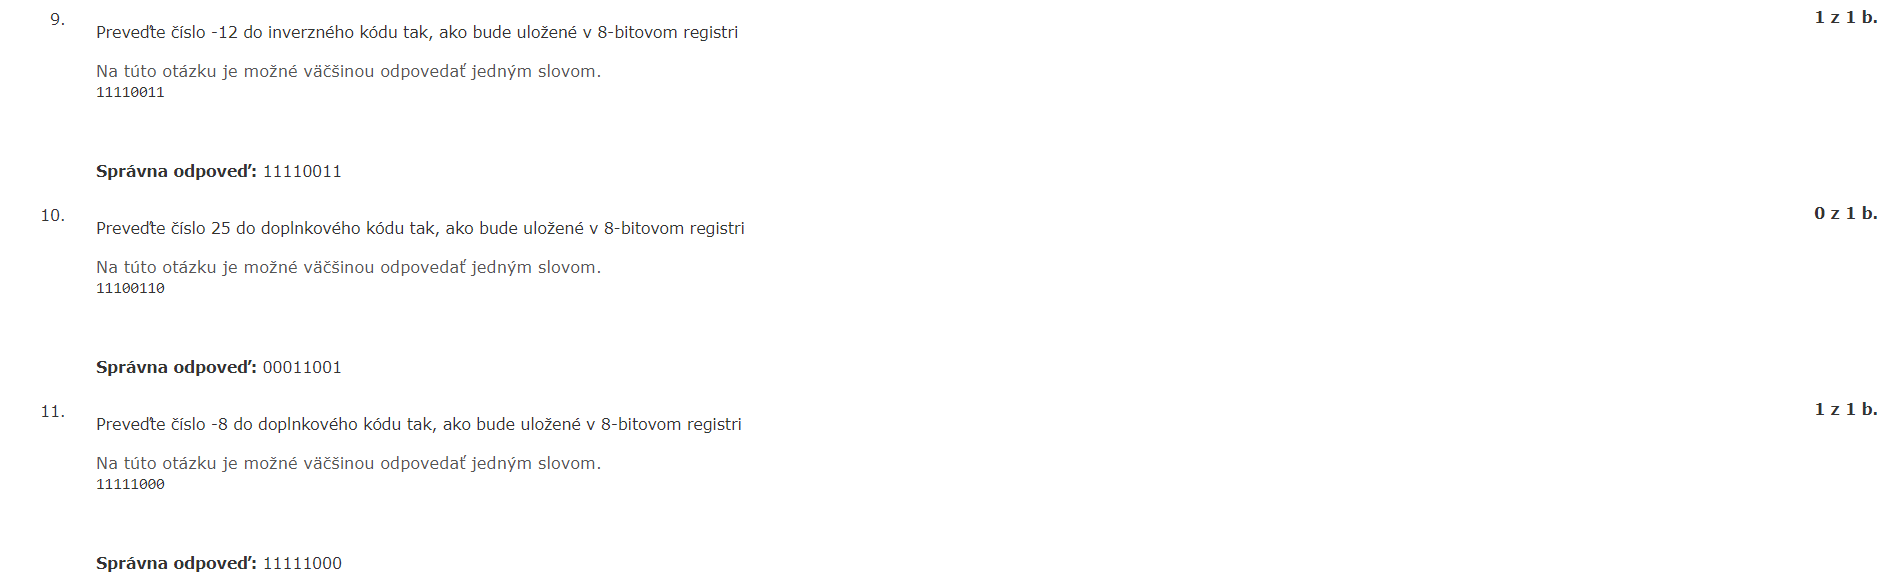 9.
1 z 1 b.
Preveďte číslo -12 do inverzného kódu tak, ako bude uložené v 8-bitovom registri
Na túto otázku je možné väčšinou odpovedať jedným slovom.
11110011
Správna odpoveď: 11110011
10.
0 z 1 b.
Preveďte číslo 25 do doplnkového kódu tak, ako bude uložené v 8-bitovom registri
Na túto otázku je možné väčšinou odpovedať jedným slovom.
11100110
Správna odpoveď: 00011001
11.
1 z 1 b.
Preveďte číslo -8 do doplnkového kódu tak, ako bude uložené v 8-bitovom registri
Na túto otázku je možné väčšinou odpovedať jedným slovom.
11111000
Správna odpoveď: 11111000